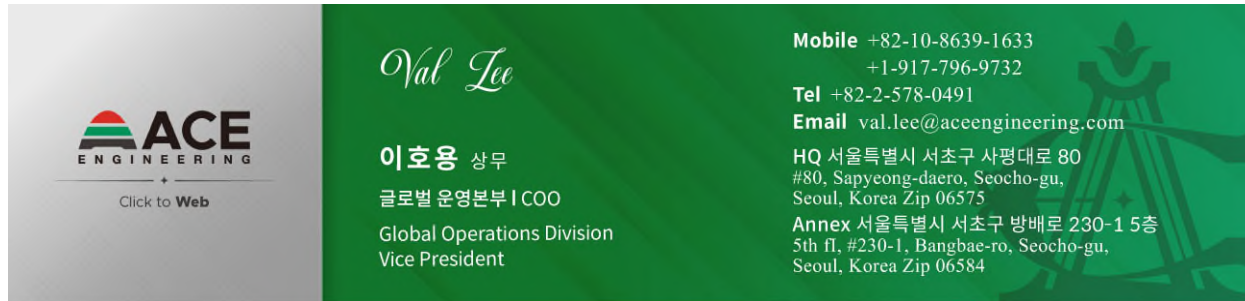 ACE
ENGINEERING
Click to Web
Val Lee
이호용 상무
글로벌 운영본부 I COO
Global Operations Division
Vice President
Mobile +82-10-8639-1633
+1-917-796-9732
Tel +82-2-578-0491
Email val.lee@aceengineering.com
HQ 서울특별시 서초구 사평대로 80
#80, Sapyeong-daero, Seocho-gu,
Seoul, Korea Zip 06575
Annex 서울특별시 서초구 방배로 230-1 5층
5th fI, #230-1, Bangbae-ro, Seocho-gu,
Seoul, Korea Zip 06584